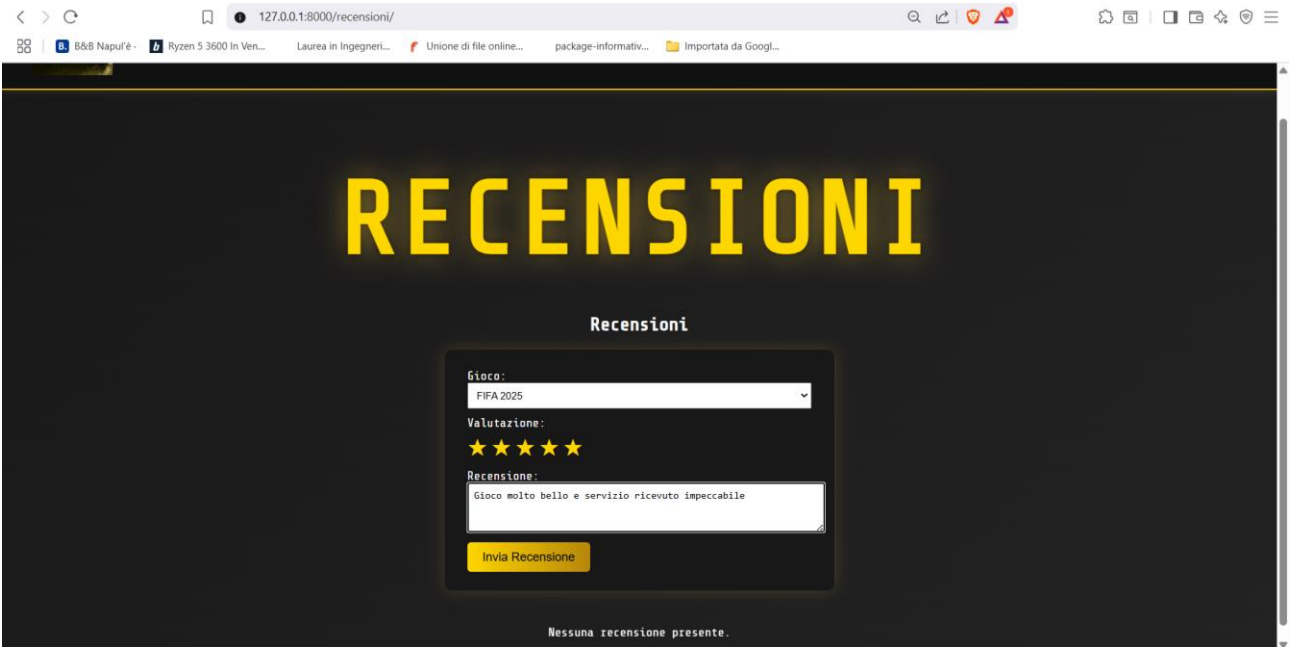 127.0.0.1:8000/recensioni/
B. B&B Napul'è - b Ryzen 5 3600 In Ven... Laurea in Ingegneri... Unione di file online... package-informativ... Importata da Googl...
RECENSIONI
Recensioni
Gioco:
FIFA 2025
Valutazione:
Recensione:
Gioco molto bello e servizio ricevuto impeccabile
Invia Recensione
Nessuna recensione presente.